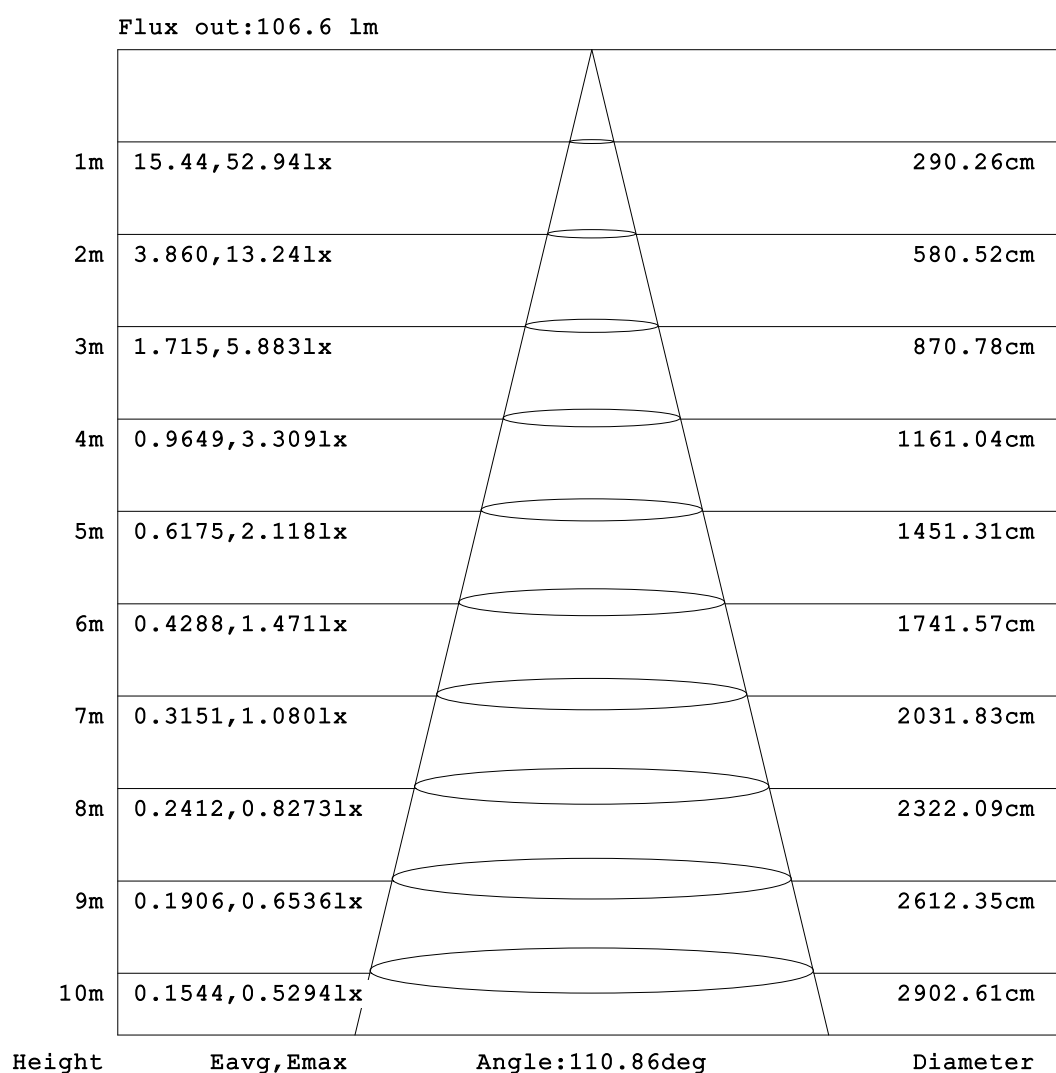 Flux out:106.6 lm
1m 15.44,52.94lx 290.26cm
2m 3.860,13.24lx 580.52cm
3m 1.715,5.883lx 870.78cm
4m 0.9649,3.309lx 1161.04cm
5m 0.6175,2.118lx 1451.31cm
6m 0.4288,1.471lx 1741.57cm
7m 0.3151,1.080lx 2031.83cm
8m 0.2412,0.8273lx 2322.09cm
9m 0.1906,0.6536lx 2612.35cm
10m 0.1544,0.5294lx 2902.61cm
Height Eavg,Emax Angle:110.86deg Diameter